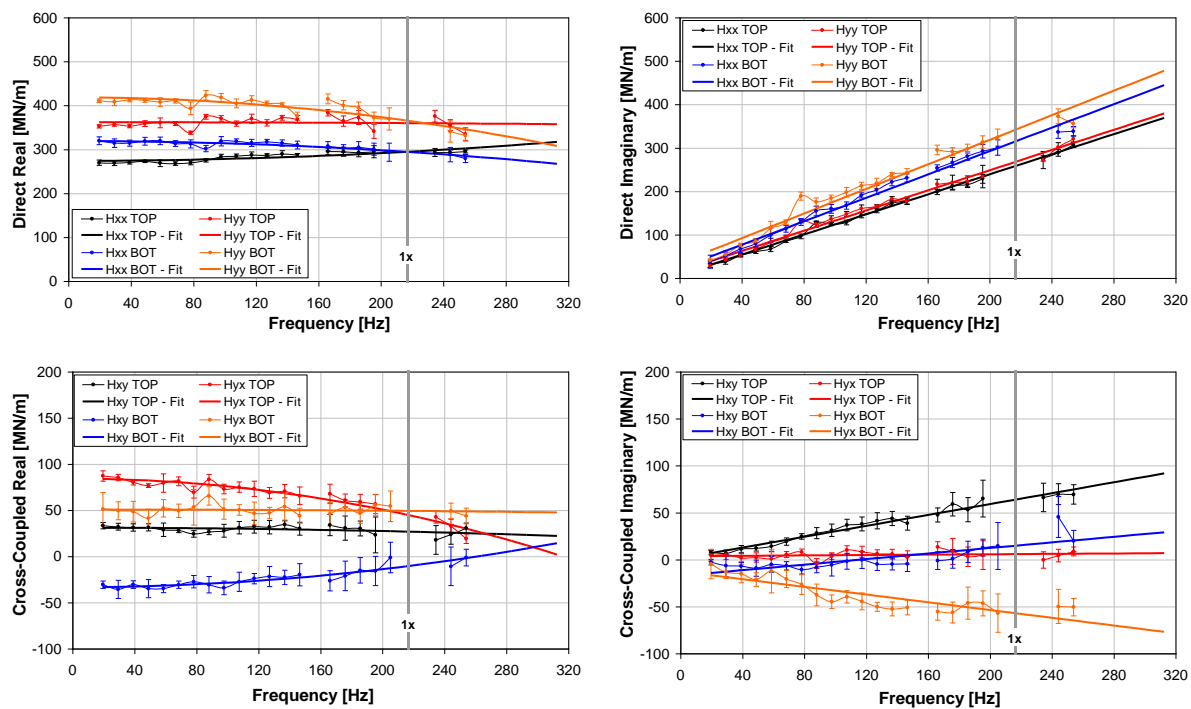 600
500
400
300
200
100
0
Direct Real [MN/m]
Hxx TOP
Hxx TOP - Fit
Hxx BOT
Hxx BOT - Fit
Hyy TOP
Hyy TOP - Fit
Hyy BOT
Hyy BOT - Fit
1x
0 40 80 120 160 200 240 280 320
Frequency [Hz]
600
500
400
300
200
100
0
Direct Imaginary [MN/m]
Hxx TOP
Hxx TOP - Fit
Hxx BOT
Hxx BOT - Fit
Hyy TOP
Hyy TOP - Fit
Hyy BOT
Hyy BOT - Fit
1x
0 40 80 120 160 200 240 280 320
Frequency [Hz]
200
150
100
50
0
-50
-100
Cross-Coupled Real [MN/m]
Hxy TOP
Hxy TOP - Fit
Hxy BOT
Hxy BOT - Fit
Hyx TOP
Hyx TOP - Fit
Hyx BOT
Hyx BOT - Fit
1x
0 40 80 120 160 200 240 280 312
Frequency [Hz]
200
150
100
50
0
-50
-100
Cross-Coupled Imaginary [MN/m]
Hxy TOP
Hxy TOP - Fit
Hxy BOT
Hxy BOT - Fit
Hyx TOP
Hyx TOP - Fit
Hyx BOT
Hyx BOT - Fit
1x
0 40 80 120 160 200 240 280 320
Frequency [Hz]